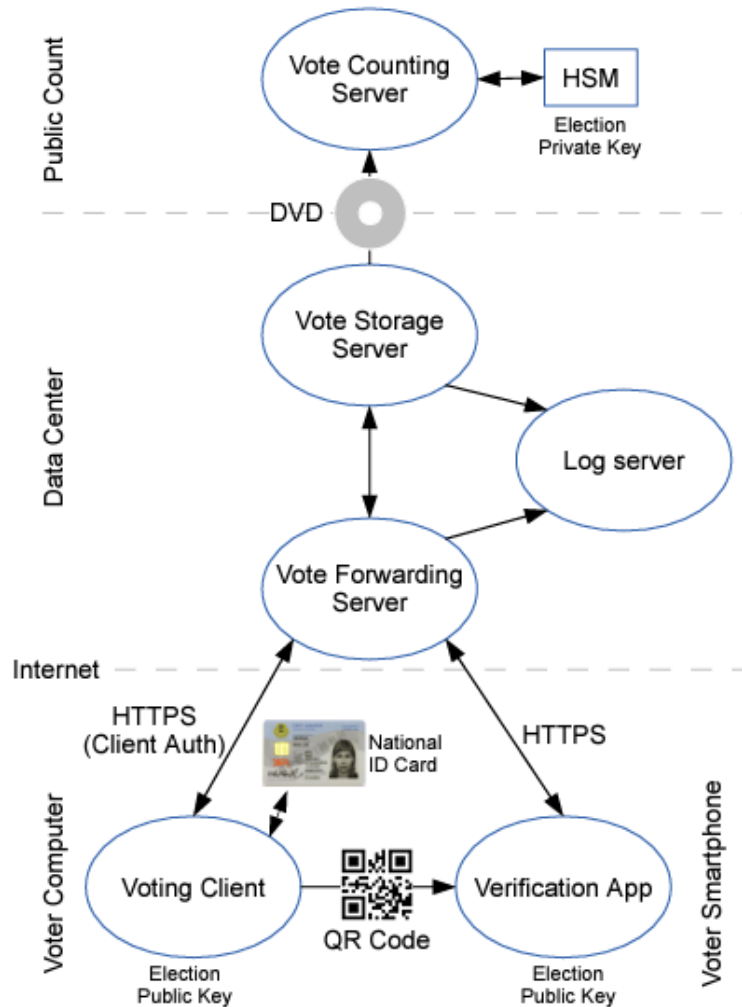 Public Count
Vote Counting
Server
HSM
Election
Private Key
DVD
Data Center
Vote Storage
Server
Log server
Vote Forwarding
Server
Internet
HTTPS
(Client Auth)
National
ID Card
HTTPS
Voter Computer
Voting Client
QR Code
Verification App
Voter Smartphone
Election
Public Key
Election
Public Key